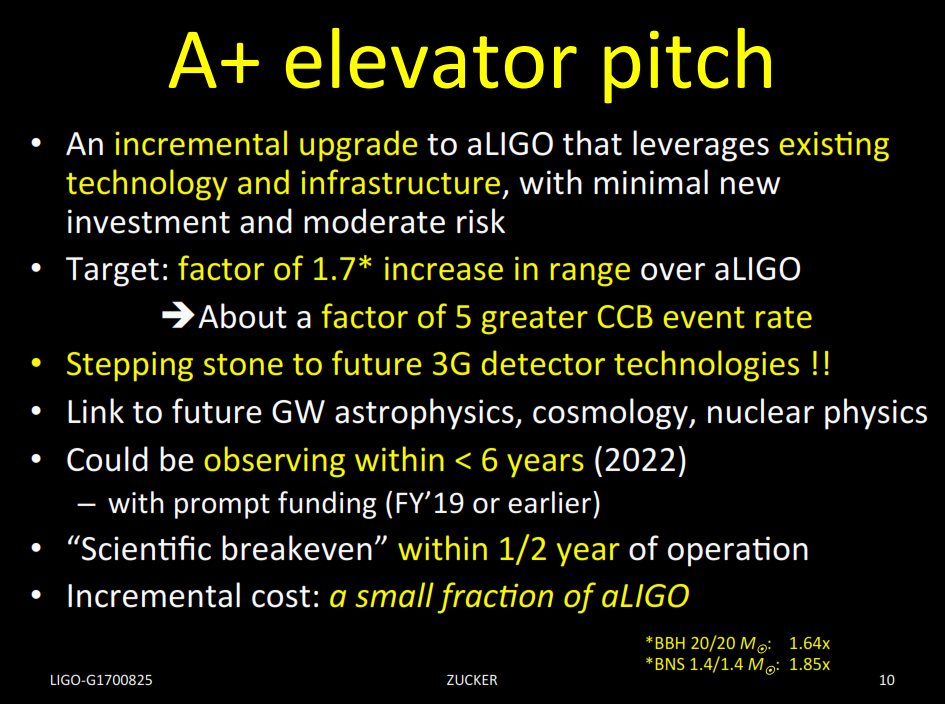 A+ elevator pitch
• An incremental upgrade to aLIGO that leverages existing
technology and infrastructure, with minimal new
investment and moderate risk
• Target: factor of 1.7* increase in range over aLIGO
➔About a factor of 5 greater CCB event rate
• Stepping stone to future 3G detector technologies !!
• Link to future GW astrophysics, cosmology, nuclear physics
• Could be observing within < 6 years (2022)
– with prompt funding (FY’19 or earlier)
• “Scientific breakeven” within 1/2 year of operation
• Incremental cost: a small fraction of aLIGO
*BBH 20/20 M☉: 1.64x
*BNS 1.4/1.4 M☉: 1.85x
LIGO-G1700825 ZUCKER 10